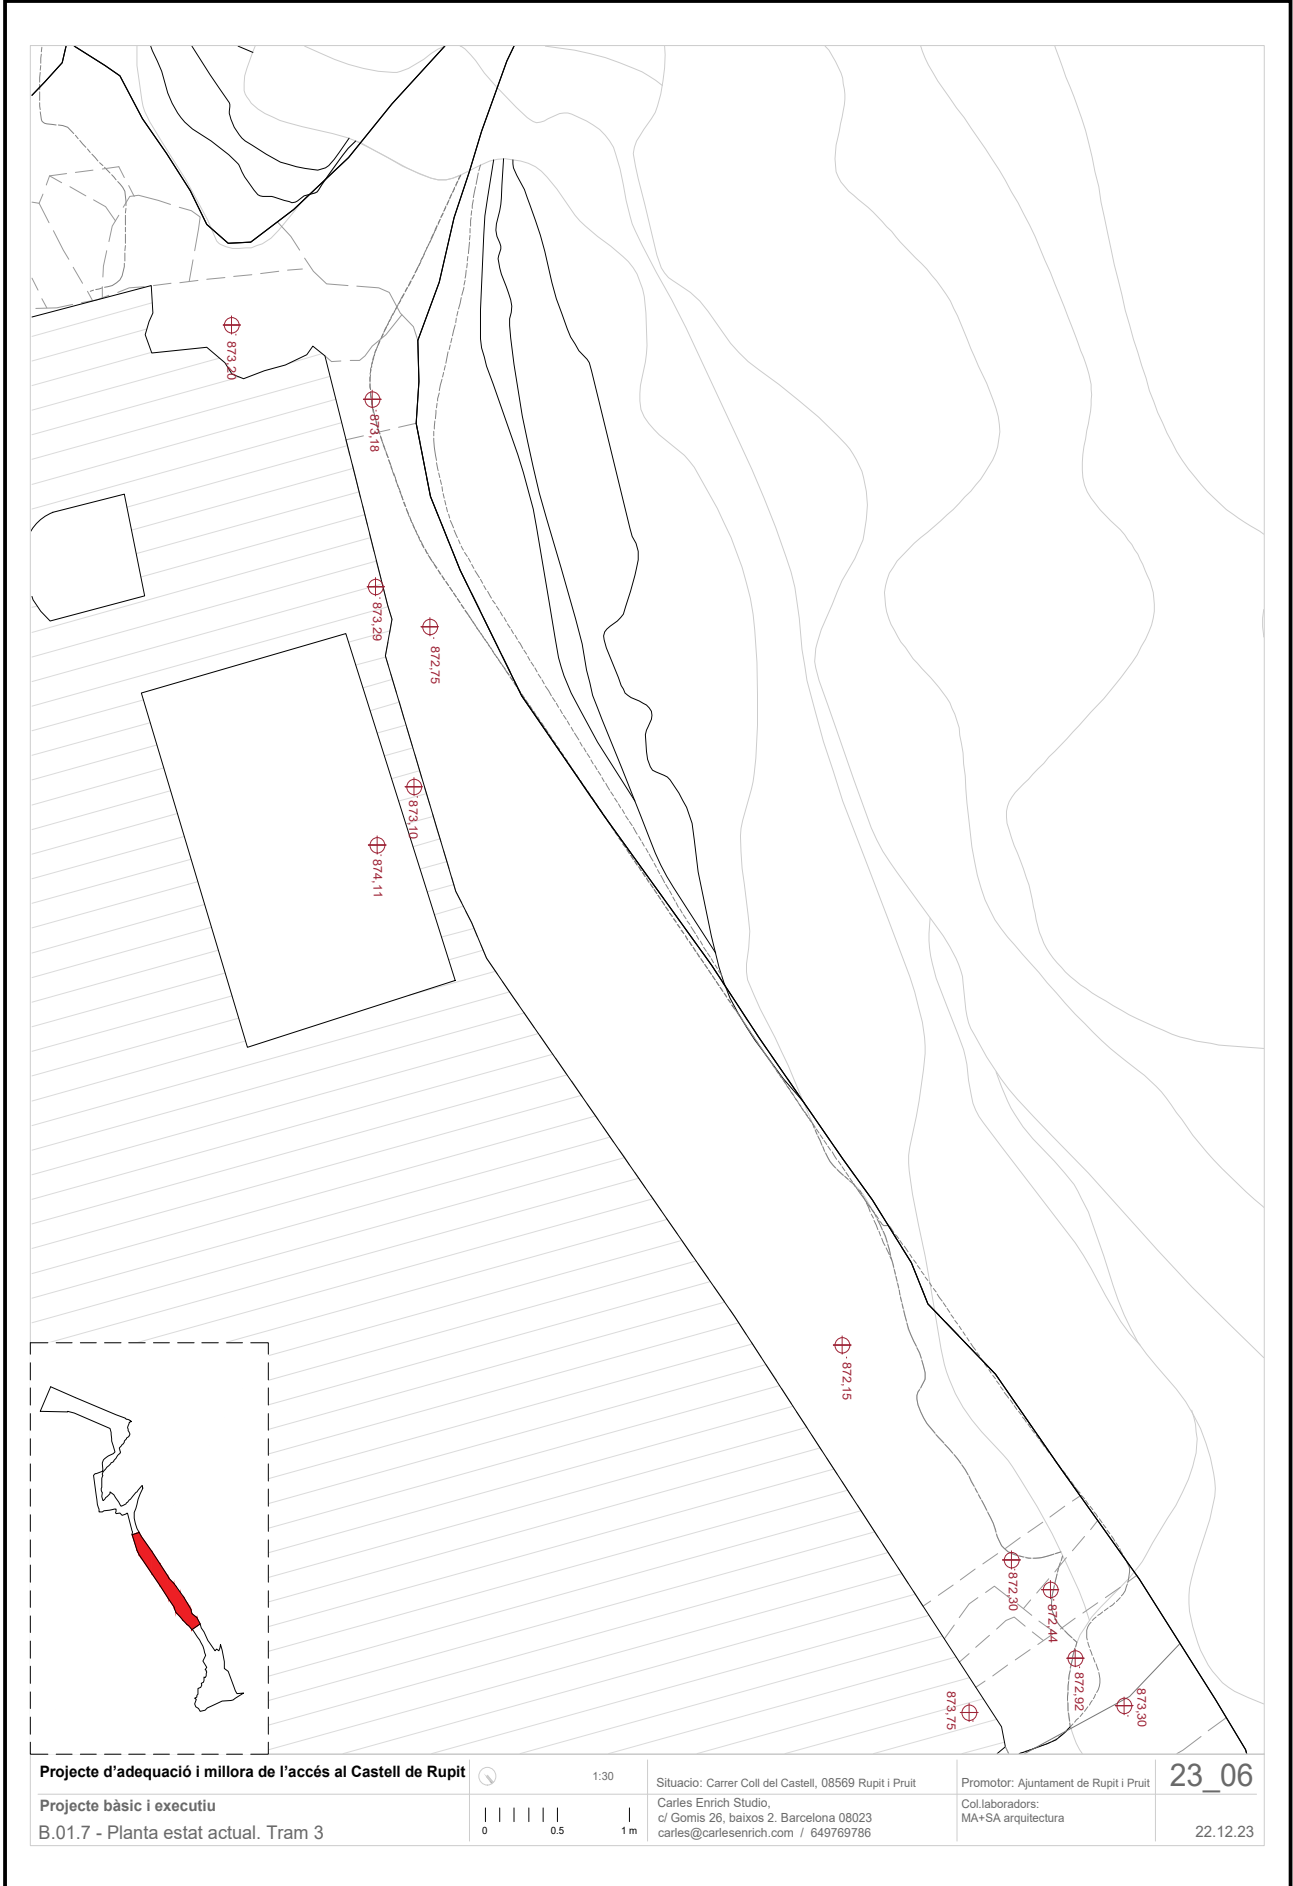 873,20
873,18
873,29
872,75
873,10
874,11
872,15
872,30
872,44
872,92
873,30
873,75
Projecte d'adequació i millora de l'accés al Castell de Rupit
Projecte bàsic i executiu
B.01.7 - Planta estat actual. Tram 3
1:30
0 0.5 1 m
Situacio: Carrer Coll del Castell, 08569 Rupit i Pruit
Carles Enrich Studio,
c/ Gomis 26, baixos 2. Barcelona 08023
carles@carlesenrich.com / 649769786
Promotor: Ajuntament de Rupit i Pruit
Col.laboradors:
MA+SA arquitectura
23_06
22.12.23